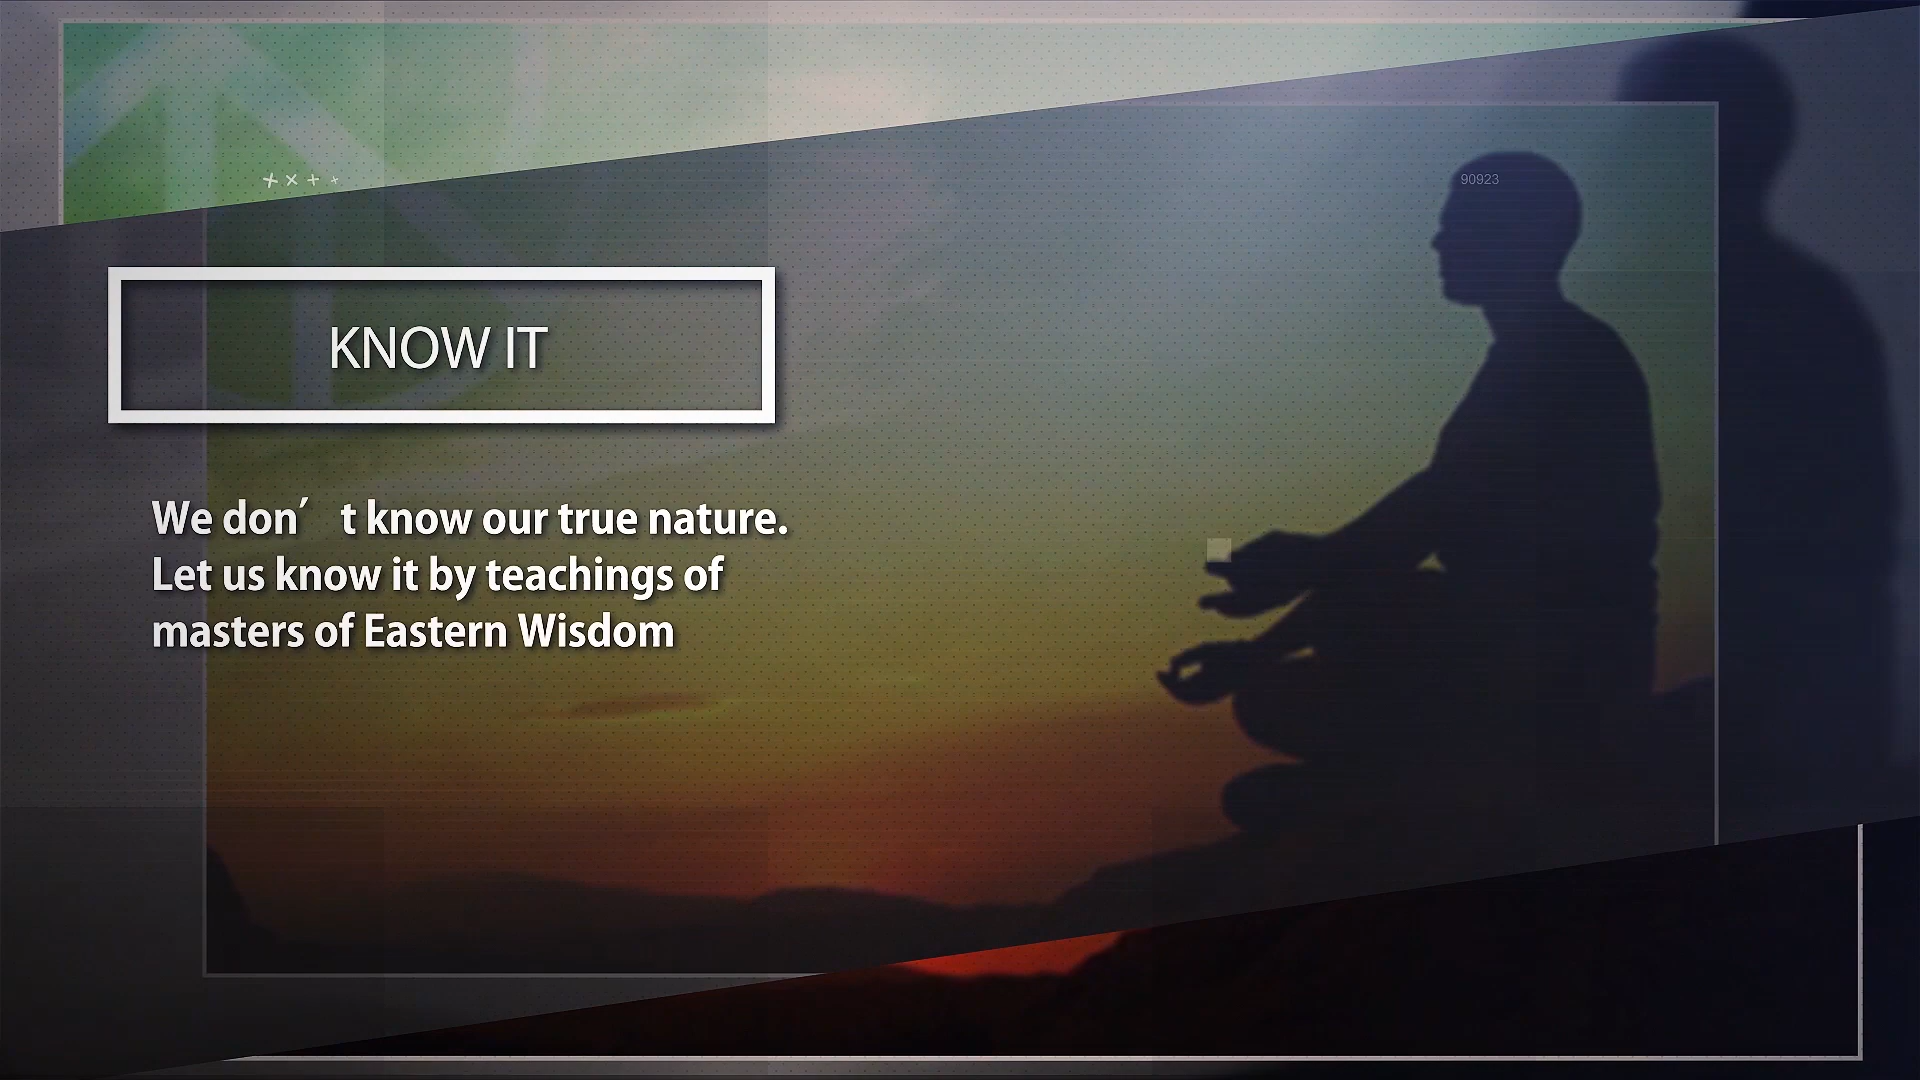 90923
KNOW IT
We don’ t know our true nature.
Let us know it by teachings of
masters of Eastern Wisdom